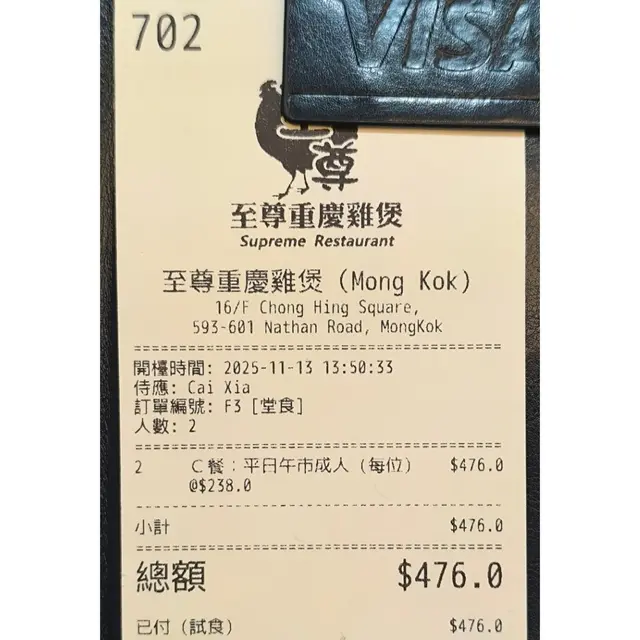 702
VISA
至尊
至尊重慶雞煲
Supreme Restaurant
至尊重慶雞煲 (Mong Kok)
16/F Chong Hing Square,
593-601 Nathan Road, MongKok
開檯時間: 2025-11-13 13:50:33
侍應: Cai Xia
訂單編號: F3 [堂食]
人數: 2
2 C餐：平日午市成人 (每位) $476.0
@$238.0
小計 $476.0
總額 $476.0
已付 (試食) $476.0